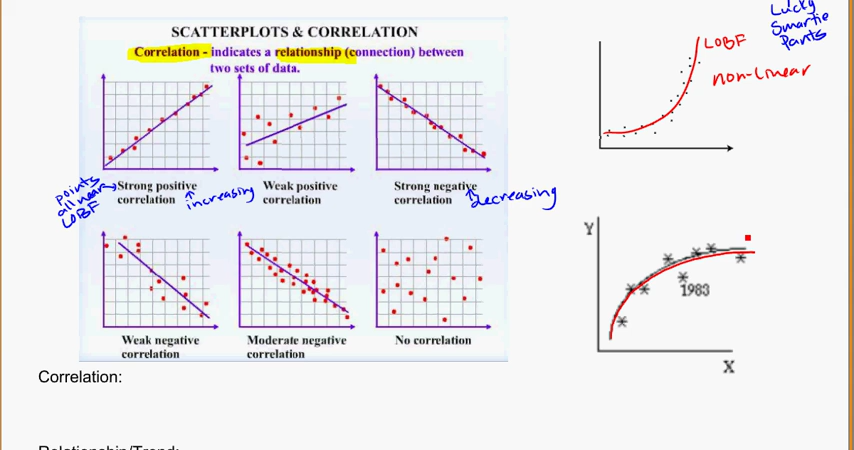 SCATTERPLOTS & CORRELATION
Correlation - indicates a relationship (connection) between
two sets of data.
Strong positive
correlation
Weak positive
correlation
Strong negative
correlation
points
all near
LOBF
increasing
decreasing
Weak negative
correlation
Moderate negative
correlation
No correlation
Correlation:
Relationship/Trend:
Lucky
Smartie
Pants
LOBF
non-linear
Y
1983
X